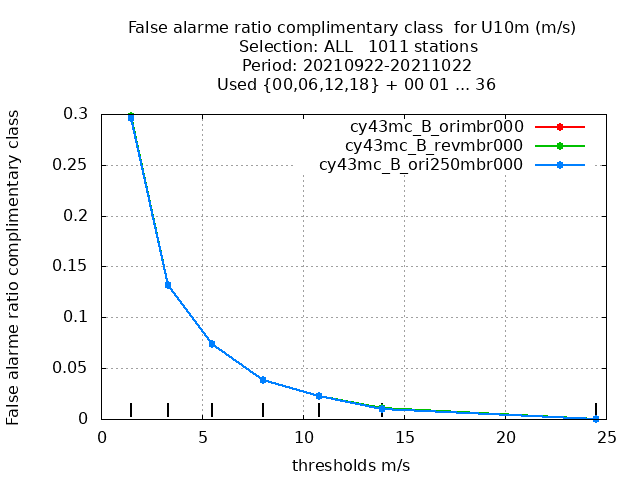 False alarme ratio complimentary class  for U10m (m/s)
Selection: ALL   1011 stations
Period: 20210922-20211022
Used {00,06,12,18} + 00 01 ... 36
False alarme ratio complimentary class
cy43mc_B_orimbr000
cy43mc_B_revmbr000
cy43mc_B_ori250mbr000
0.3
0.25
0.2
0.15
0.1
0.05
0
0 5 10 15 20 25
thresholds m/s